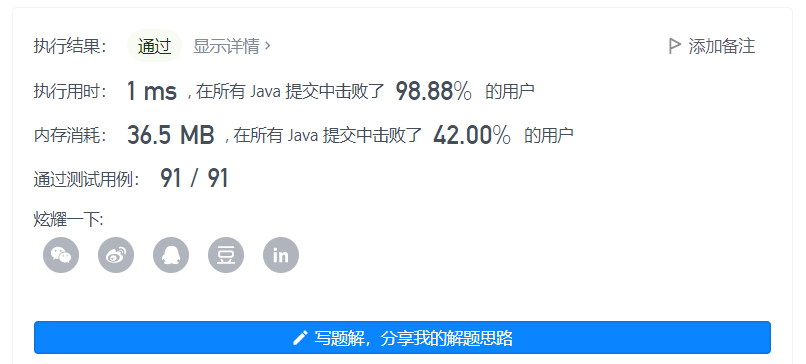 执行结果： 通过 显示详情 > 添加备注
执行用时： 1 ms , 在所有 Java 提交中击败了 98.88% 的用户
内存消耗： 36.5 MB , 在所有 Java 提交中击败了 42.00% 的用户
通过测试用例： 91 / 91
炫耀一下:
豆 in
写题解，分享我的解题思路